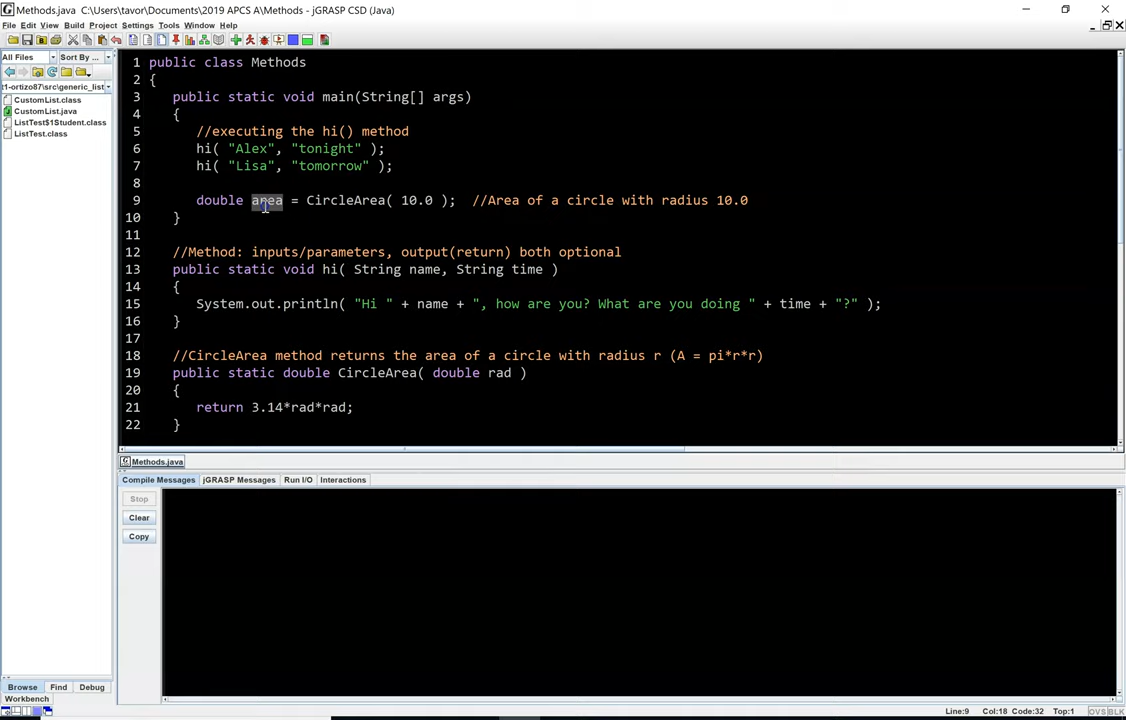 Methods.java  C:\Users\tavor\Documents\2019 APCS A\Methods - jGRASP CSD (Java)
File Edit View Build Project Settings Tools Window Help
All Files
Sort By ...
t1-ortizo87\src\generic_list
CustomList.class
CustomList.java
ListTest$1Student.class
ListTest.class
1 public class Methods
2 {
3 public static void main(String[] args)
4 {
5 //executing the hi() method
6 hi( "Alex", "tonight" );
7 hi( "Lisa", "tomorrow" );
8
9 double area = CircleArea( 10.0 );  //Area of a circle with radius 10.0
10 }
11
12 //Method: inputs/parameters, output(return) both optional
13 public static void hi( String name, String time )
14 {
15 System.out.println( "Hi " + name + ", how are you? What are you doing " + time + "?" );
16 }
17
18 //CircleArea method returns the area of a circle with radius r (A = pi*r*r)
19 public static double CircleArea( double rad )
20 {
21 return 3.14*rad*rad;
22 }
Methods.java
Compile Messages jGRASP Messages Run I/O Interactions
Stop
Clear
Copy
Browse Find Debug
Workbench
Line:9 Col:18 Code:32 Top:1 OVS BLK